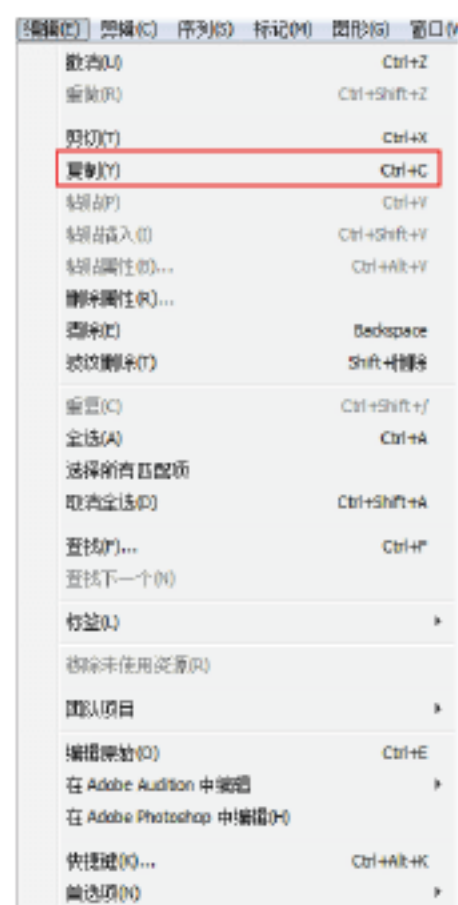 编辑(E) 剪辑(C) 序列(S) 标记(M) 图形(G) 窗口(W
撤消(U) Ctrl+Z
重做(R) Ctrl+Shift+Z
剪切(T) Ctrl+X
复制(Y) Ctrl+C
粘贴(P) Ctrl+V
粘贴插入(I) Ctrl+Shift+V
粘贴属性(B)... Ctrl+Alt+V
删除属性(R)...
清除(E) Backspace
波纹删除(T) Shift+删除
重复(C) Ctrl+Shift+/
全选(A) Ctrl+A
选择所有匹配项
取消全选(D) Ctrl+Shift+A
查找(F)... Ctrl+F
查找下一个(N)
标签(L)
移除未使用资源(R)
团队项目
编辑原始(O) Ctrl+E
在 Adobe Audition 中编辑
在 Adobe Photoshop 中编辑(H)
快捷键(K)... Ctrl+Alt+K
首选项(N)